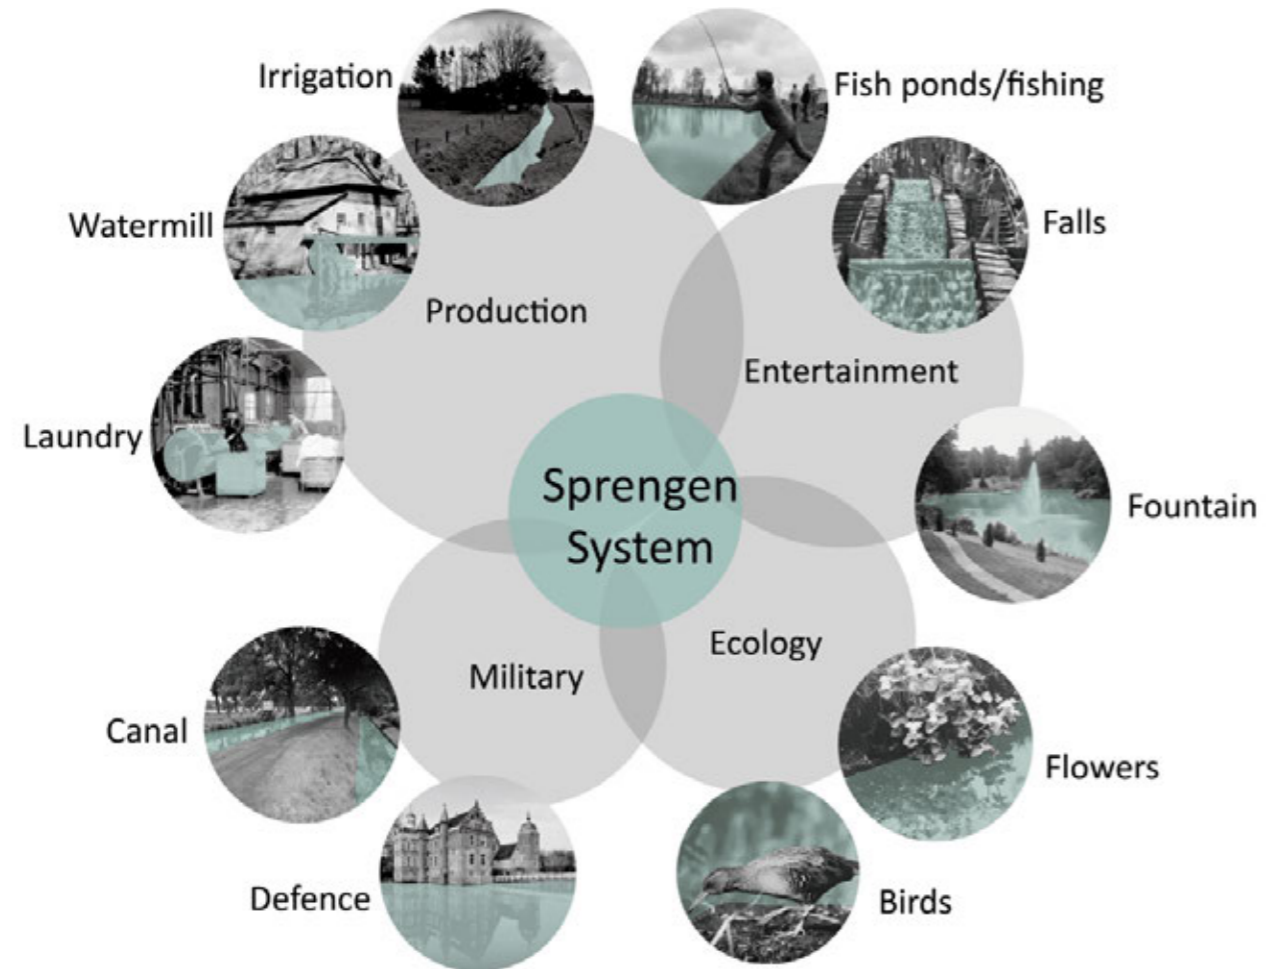 Irrigation
Fish ponds/fishing
Watermill
Falls
Production
Entertainment
Laundry
Sprengen
System
Fountain
Ecology
Military
Canal
Flowers
Defence
Birds